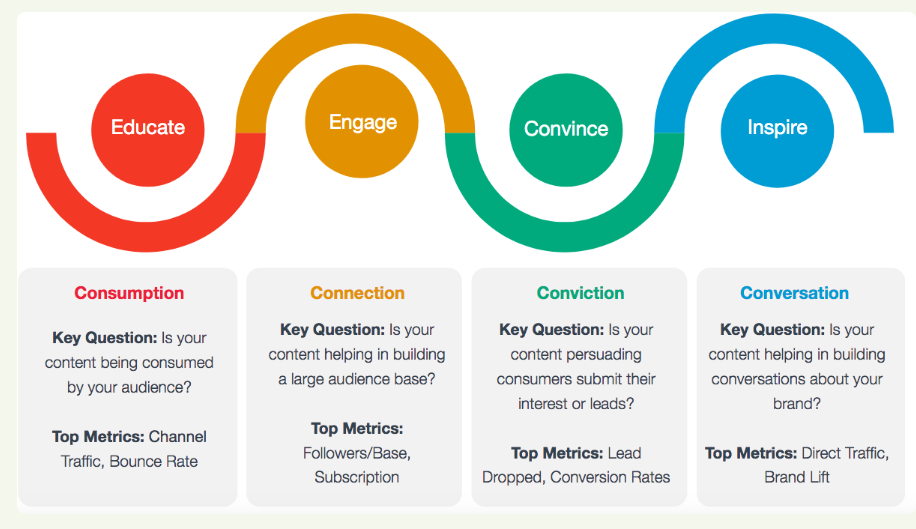 Educate
Engage
Convince
Inspire
Consumption
Key Question: Is your
content being consumed
by your audience?
Top Metrics: Channel
Traffic, Bounce Rate
Connection
Key Question: Is your
content helping in building
a large audience base?
Top Metrics:
Followers/Base,
Subscription
Conviction
Key Question: Is your
content persuading
consumers submit their
interest or leads?
Top Metrics: Lead
Dropped, Conversion Rates
Conversation
Key Question: Is your
content helping in building
conversations about your
brand?
Top Metrics: Direct Traffic,
Brand Lift